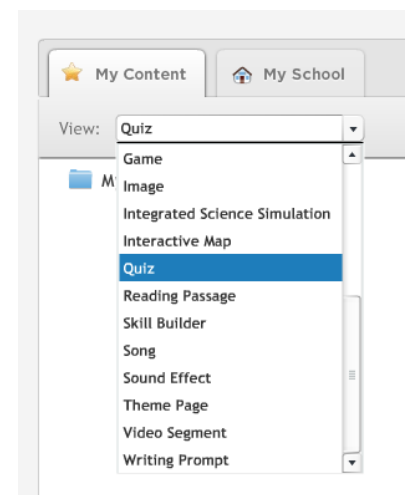 My Content My School
View: Quiz
Game
M
Image
Integrated Science Simulation
Interactive Map
Quiz
Reading Passage
Skill Builder
Song
Sound Effect
Theme Page
Video Segment
Writing Prompt